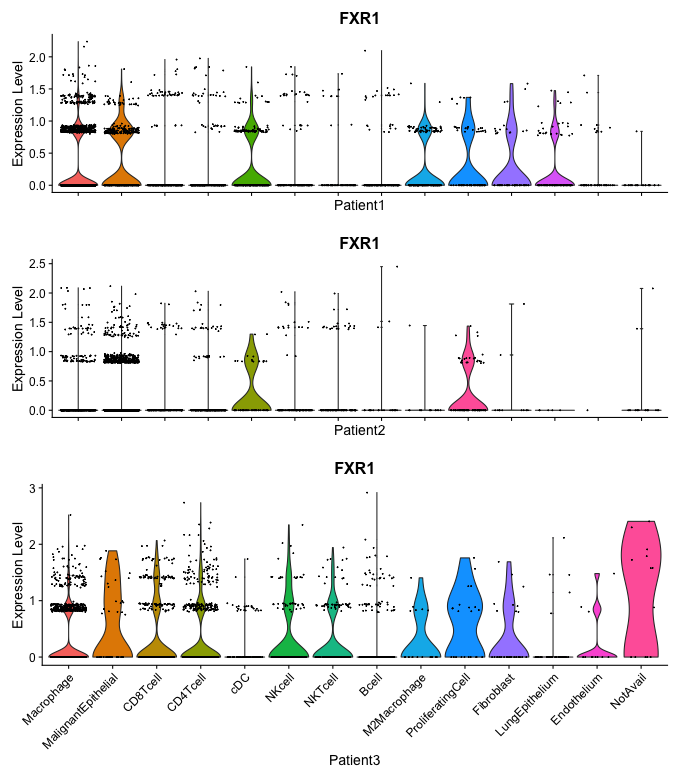 FXR1
Expression Level
2.0
1.5
1.0
0.5
0.0
Patient1
FXR1
Expression Level
2.5
2.0
1.5
1.0
0.5
0.0
Patient2
FXR1
Expression Level
3
2
1
0
Macrophage
MalignantEpithelial
CD8Tcell
CD4Tcell
cDC
NKcell
NKTcell
Bcell
M2Macrophage
ProliferatingCell
Fibroblast
LungEpithelium
Endothelium
NotAvail
Patient3